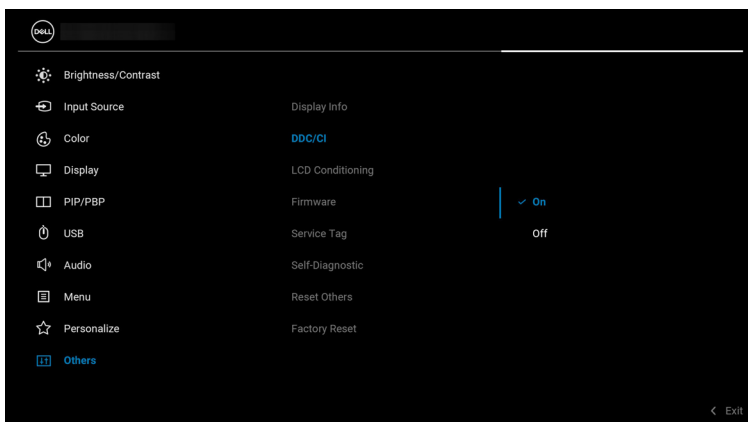 DELL
Brightness/Contrast
Input Source
Display Info
Color
DDC/CI
Display
LCD Conditioning
PIP/PBP
Firmware
On
USB
Service Tag
Off
Audio
Self-Diagnostic
Menu
Reset Others
Personalize
Factory Reset
Others
Exit